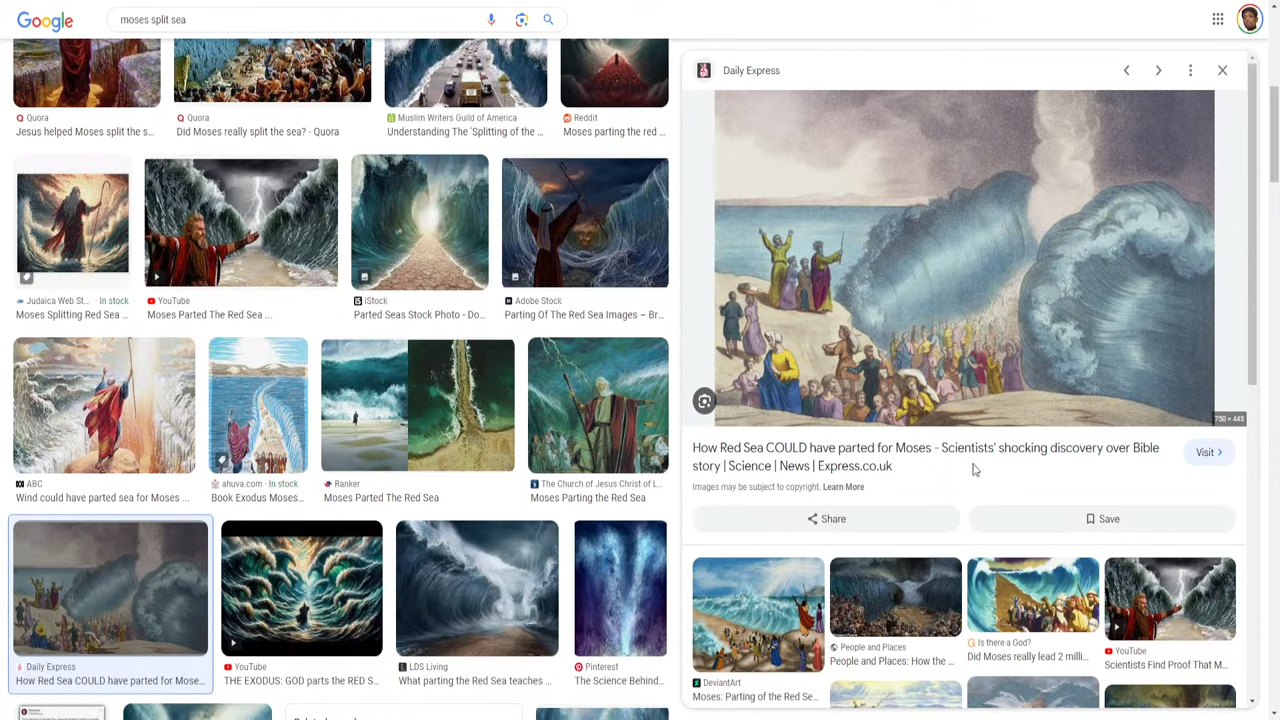 Google
moses split sea
Quora
Jesus helped Moses split the s...
Quora
Did Moses really split the sea? - Quora
Muslim Writers Guild of America
Understanding The 'Splitting of the ...
Reddit
Moses parting the red ...
Judaica Web St... · In stock
Moses Splitting Red Sea ...
YouTube
Moses Parted The Red Sea ...
iStock
Parted Seas Stock Photo - Do...
Adobe Stock
Parting Of The Red Sea Images – Br...
ABC
Wind could have parted sea for Moses ...
ahuva.com · In stock
Book Exodus Moses...
Ranker
Moses Parted The Red Sea
The Church of Jesus Christ of L...
Moses Parting the Red Sea
Daily Express
How Red Sea COULD have parted for Mose...
YouTube
THE EXODUS: GOD parts the RED S...
LDS Living
What parting the Red Sea teaches ...
Pinterest
The Science Behind...
Daily Express
750 × 445
How Red Sea COULD have parted for Moses - Scientists' shocking discovery over Bible
story | Science | News | Express.co.uk
Visit
Images may be subject to copyright. Learn More
Share
Save
DeviantArt
Moses: Parting of the Red Se...
People and Places
People and Places: How the ...
Is there a God?
Did Moses really lead 2 milli...
YouTube
Scientists Find Proof That M...